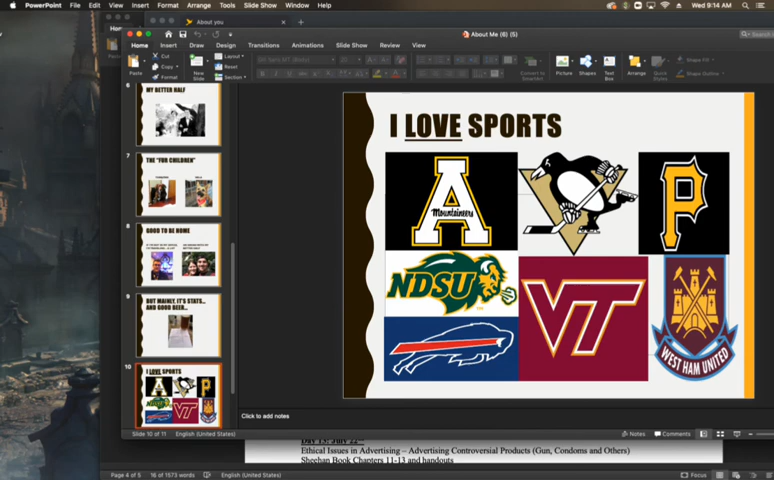 PowerPoint File Edit View Insert Format Arrange Tools Slide Show Window Help
Wed 9:14 AM
About you
About Me (6) (5)
Home Insert Draw Design Transitions Animations Slide Show Review View
Paste
Cut
Copy
Format
New Slide
Layout
Reset
Section
Convert to SmartArt
Picture
Shapes
Text Box
Arrange
Quick Styles
Shape Fill
Shape Outline
6
MY BETTER HALF
7
THE "FUR CHILDREN"
8
GOOD TO BE HOME
9
BUT MAINLY, IT'S STATS...
AND GOOD BEER...
10
I LOVE SPORTS
I LOVE SPORTS
A
Mountaineers
P
NDSU
VT
WEST HAM UNITED
Click to add notes
Slide 10 of 11 English (United States)
Notes Comments
Ethical Issues in Advertising – Advertising Controversial Products (Gun, Condoms and Others)
Sheehan Book Chapters 11-13 and handouts
Page 4 of 5 16 of 1573 words English (United States) Focus